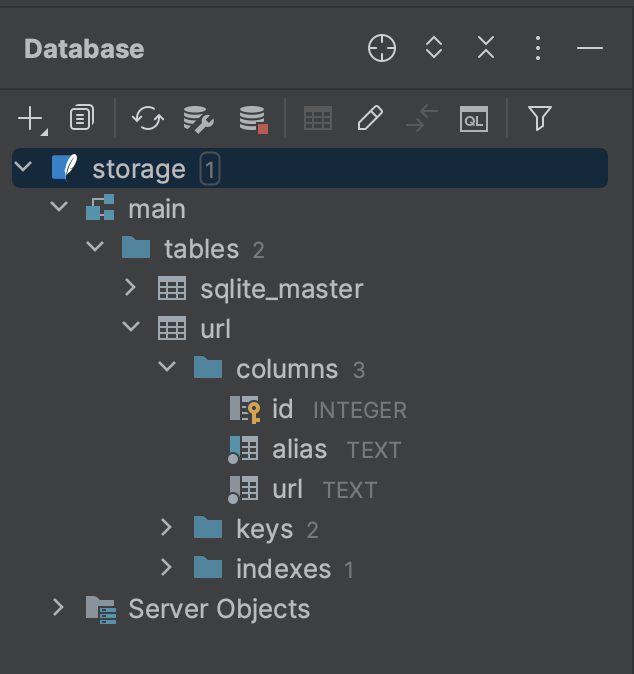 Database
QL
storage 1
main
tables 2
sqlite_master
url
columns 3
id INTEGER
alias TEXT
url TEXT
keys 2
indexes 1
Server Objects